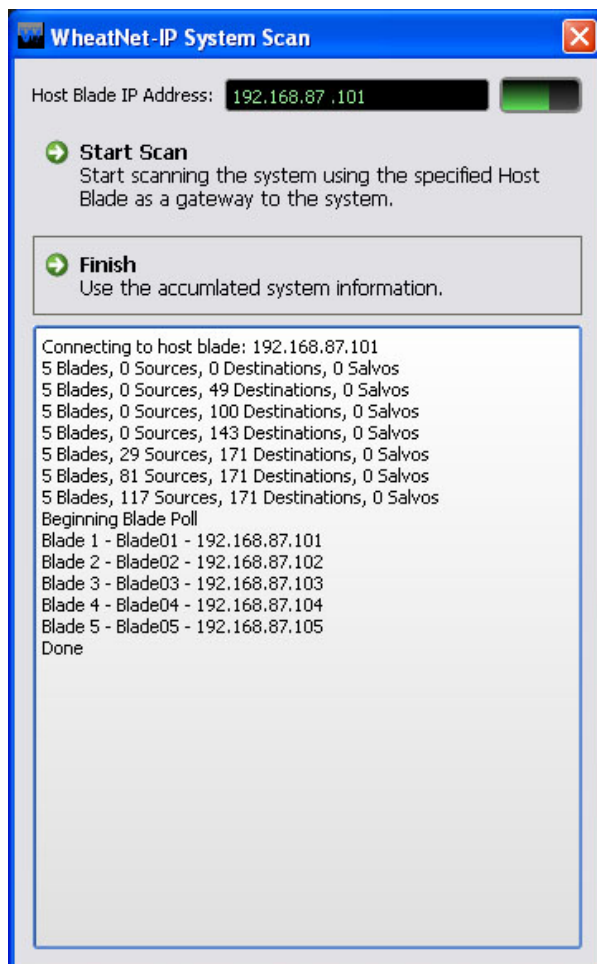 WheatNet-IP System Scan
Host Blade IP Address: 192.168.87 .101
Start Scan
Start scanning the system using the specified Host
Blade as a gateway to the system.
Finish
Use the accumlated system information.
Connecting to host blade: 192.168.87.101
5 Blades, 0 Sources, 0 Destinations, 0 Salvos
5 Blades, 0 Sources, 49 Destinations, 0 Salvos
5 Blades, 0 Sources, 100 Destinations, 0 Salvos
5 Blades, 0 Sources, 143 Destinations, 0 Salvos
5 Blades, 29 Sources, 171 Destinations, 0 Salvos
5 Blades, 81 Sources, 171 Destinations, 0 Salvos
5 Blades, 117 Sources, 171 Destinations, 0 Salvos
Beginning Blade Poll
Blade 1 - Blade01 - 192.168.87.101
Blade 2 - Blade02 - 192.168.87.102
Blade 3 - Blade03 - 192.168.87.103
Blade 4 - Blade04 - 192.168.87.104
Blade 5 - Blade05 - 192.168.87.105
Done